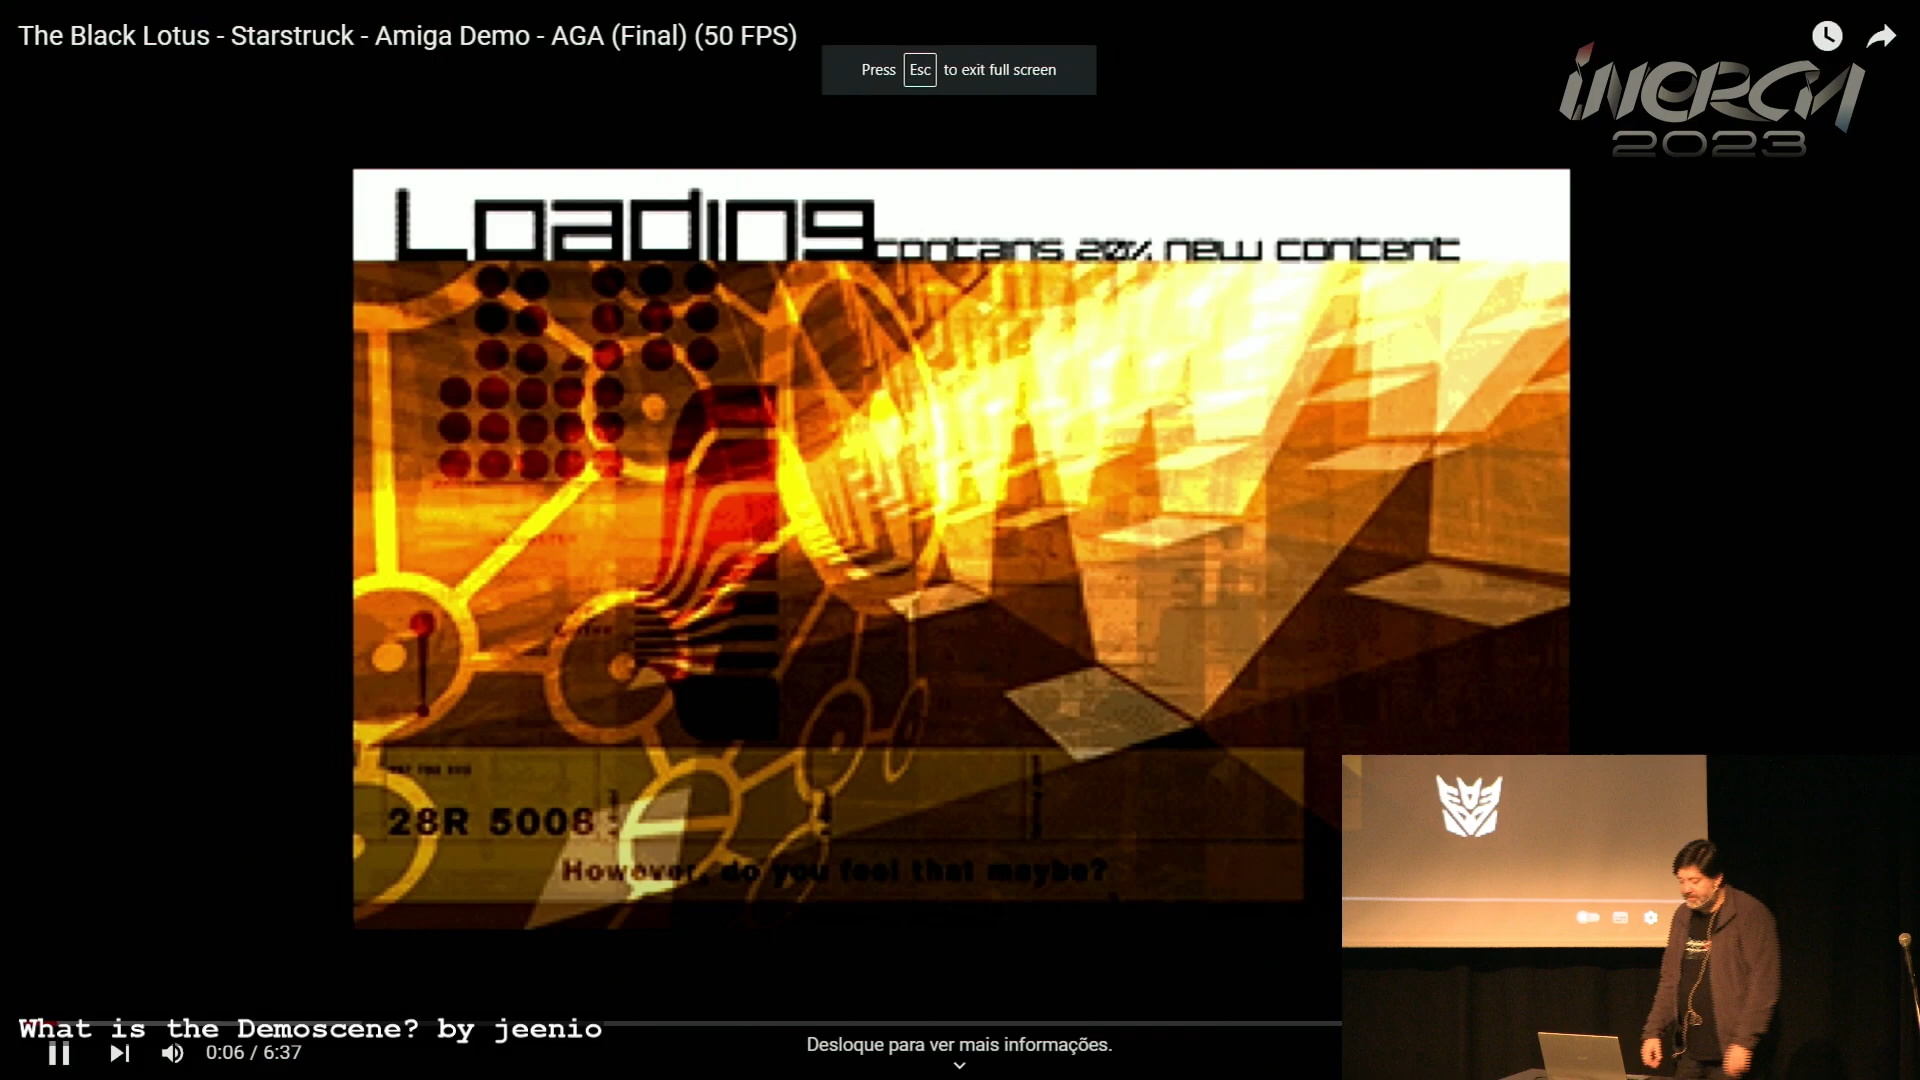 The Black Lotus - Starstruck - Amiga Demo - AGA (Final) (50 FPS)
Press Esc to exit full screen
iNERCIA
2023
Loading contains 20% new content
28R 5008
However, do you feel that maybe?
What is the Demoscene? by jeenio
0:06 / 6:37
Desloque para ver mais informações.